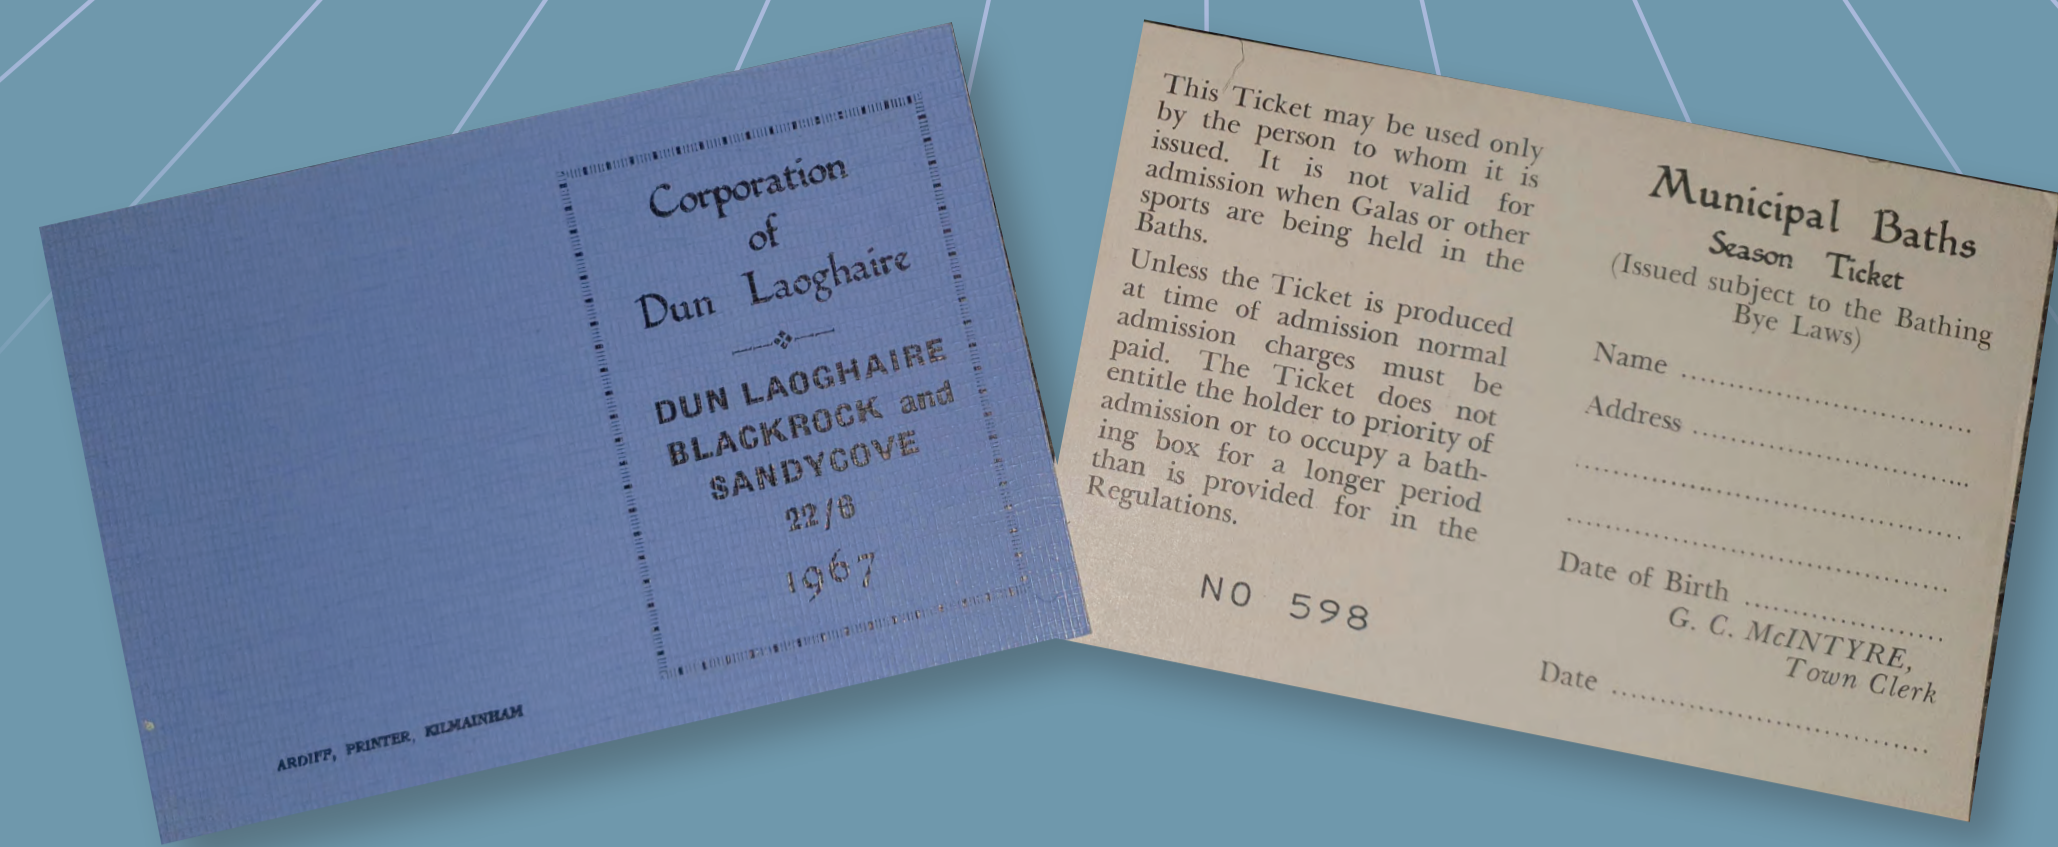 Corporation
of
Dun Laoghaire
DUN LAOGHAIRE
BLACKROCK and
SANDYCOVE
22/6
1967
ARDIFF, PRINTER, KILMAINHAM
This Ticket may be used only
by the person to whom it is
issued. It is not valid for
admission when Galas or other
sports are being held in the
Baths.
Unless the Ticket is produced
at time of admission normal
admission charges must be
paid. The Ticket does not
entitle the holder to priority of
admission or to occupy a bath-
ing box for a longer period
than is provided for in the
Regulations.
NO 598
Municipal Baths
Season Ticket
(Issued subject to the Bathing
Bye Laws)
Name
Address
Date of Birth
G. C. McINTYRE,
Town Clerk
Date